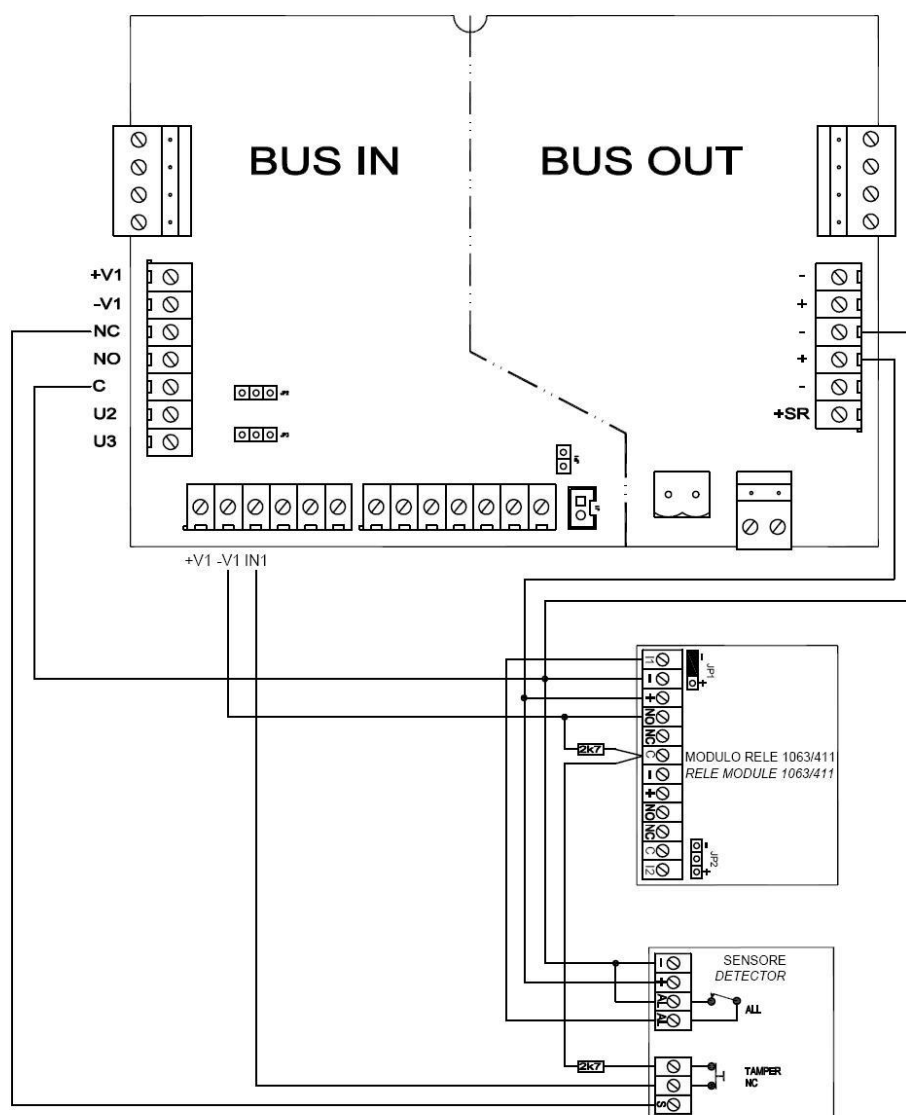 BUS IN
BUS OUT
+V1
-V1
NC
NO
C
U2
U3
-
+
-
+
-
+SR
+V1 -V1 IN1
I1
-
+
NO
NC
C
-
+
NO
NC
C
I2
-
JP1
+
2k7
MODULO RELE 1063/411
RELE MODULE 1063/411
-
JP2
+
SENSORE
DETECTOR
-
+
AL
AL
ALL
2k7
TAMPER
NC
S